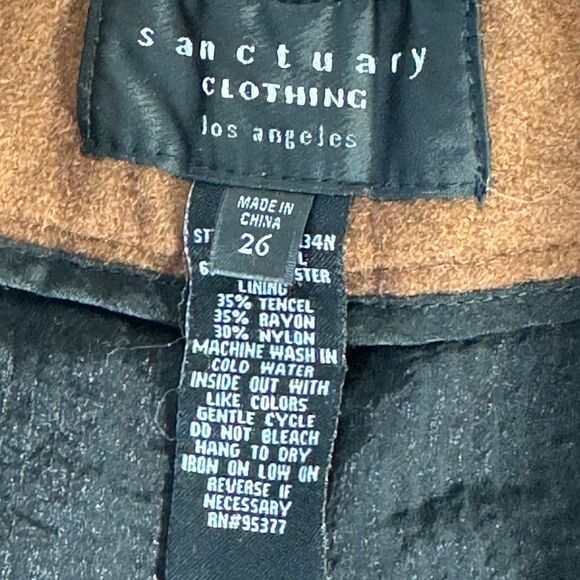 sanctuary
CLOTHING
los angeles
MADE IN
CHINA
26
LINING
35% TENCEL
35% RAYON
30% NYLON
MACHINE WASH IN
COLD WATER
INSIDE OUT WITH
LIKE COLORS
GENTLE CYCLE
DO NOT BLEACH
HANG TO DRY
IRON ON LOW ON
REVERSE IF
NECESSARY
RN#95377